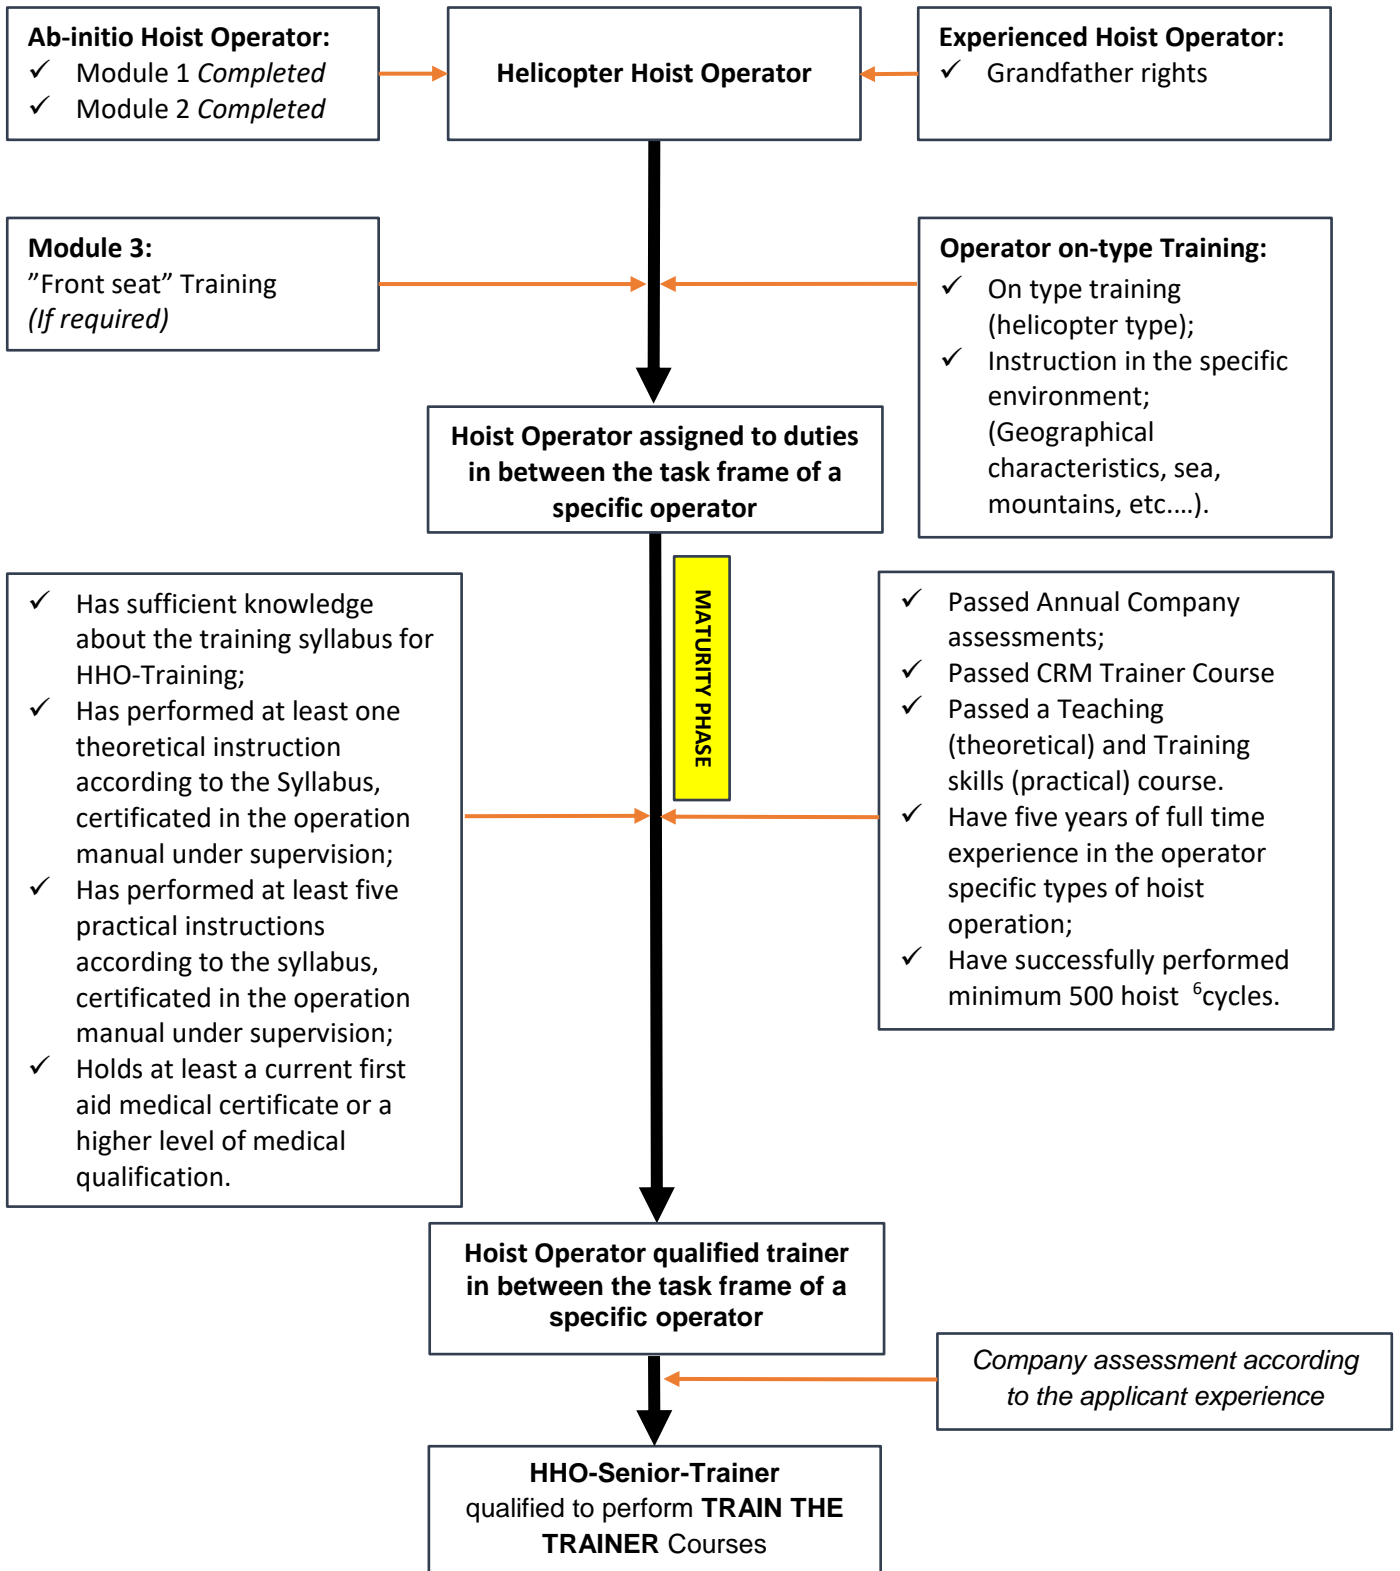 Ab-initio Hoist Operator:
✓ Module 1 Completed
✓ Module 2 Completed
Helicopter Hoist Operator
Experienced Hoist Operator:
✓ Grandfather rights
Module 3:
”Front seat” Training
(If required)
Operator on-type Training:
✓ On type training
(helicopter type);
✓ Instruction in the specific
environment;
(Geographical
characteristics, sea,
mountains, etc.…).
Hoist Operator assigned to duties
in between the task frame of a
specific operator
MATURITY PHASE
✓ Has sufficient knowledge
about the training syllabus for
HHO-Training;
✓ Has performed at least one
theoretical instruction
according to the Syllabus,
certificated in the operation
manual under supervision;
✓ Has performed at least five
practical instructions
according to the syllabus,
certificated in the operation
manual under supervision;
✓ Holds at least a current first
aid medical certificate or a
higher level of medical
qualification.
✓ Passed Annual Company
assessments;
✓ Passed CRM Trainer Course
✓ Passed a Teaching
(theoretical) and Training
skills (practical) course.
✓ Have five years of full time
experience in the operator
specific types of hoist
operation;
✓ Have successfully performed
minimum 500 hoist ⁶cycles.
Hoist Operator qualified trainer
in between the task frame of a
specific operator
Company assessment according
to the applicant experience
HHO-Senior-Trainer
qualified to perform TRAIN THE
TRAINER Courses